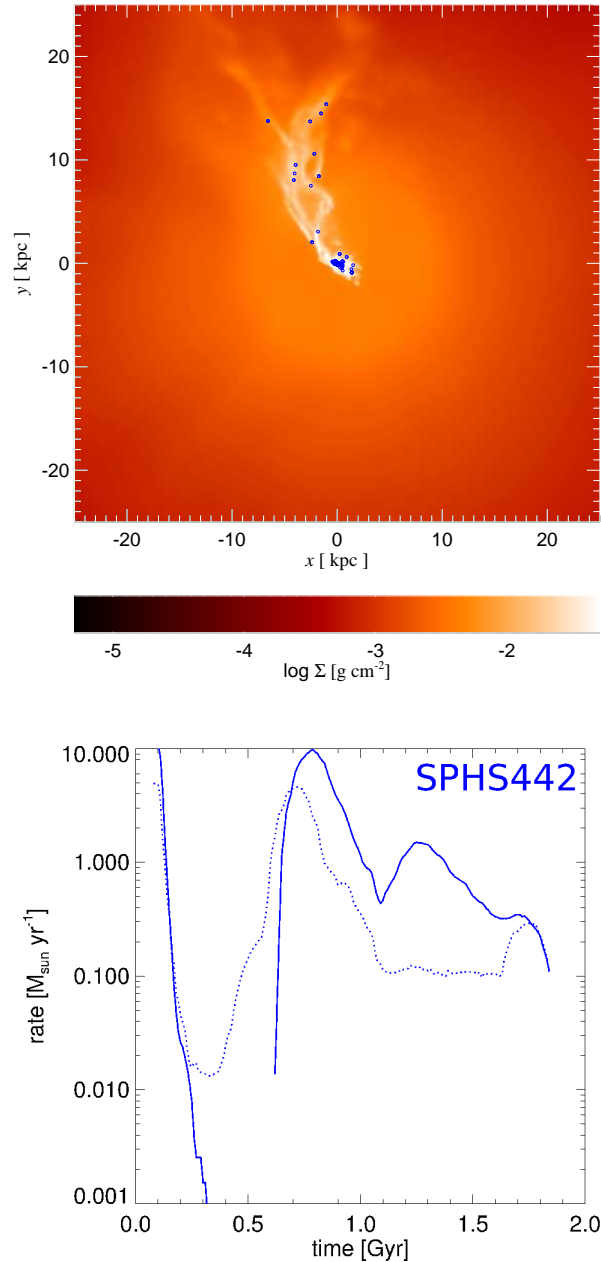 20
10
0
-10
-20
y [ kpc ]
-20 -10 0 10 20
x [ kpc ]
-5 -4 -3 -2
log Σ [g cm⁻²]
SPHS442
10.000
1.000
0.100
0.010
0.001
rate [M_sun yr⁻¹]
0.0 0.5 1.0 1.5 2.0
time [Gyr]